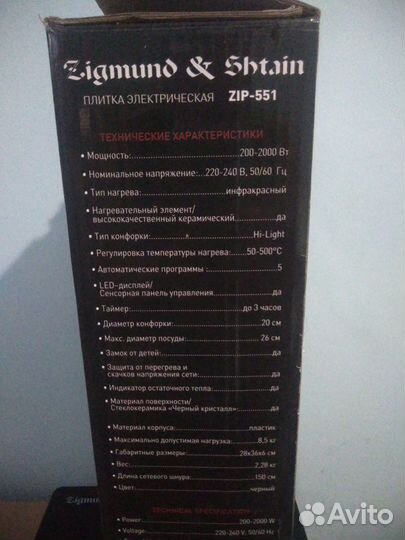 Zigmund & Shtain
ПЛИТКА ЭЛЕКТРИЧЕСКАЯ ZIP-551
ТЕХНИЧЕСКИЕ ХАРАКТЕРИСТИКИ
• Мощность:..............................200-2000 Вт
• Номинальное напряжение:...220-240 В, 50/60 Гц
• Тип нагрева:..............................инфракрасный
• Нагревательный элемент/
высококачественный керамический:..........да
• Тип конфорки:..............................Hi-Light
• Регулировка температуры нагрева:.....50-500°C
• Автоматические программы :....................5
• LED-дисплей/
Сенсорная панель управления:...................да
• Таймер:..............................до 3 часов
• Диаметр конфорки:..............................20 см
• Макс. диаметр посуды:..............................26 см
• Замок от детей:..............................да
• Защита от перегрева и
скачков напряжения сети:..............................да
• Индикатор остаточного тепла:....................да
• Материал поверхности/
Стеклокерамика «Черный кристалл»:..........да
• Материал корпуса:..............................пластик
• Максимально допустимая нагрузка:..........8,5 кг
• Габаритные размеры:....................28x36x6 см
• Вес:..............................2,28 кг
• Длина сетевого шнура:....................150 см
• Цвет:..............................черный
TECHNICAL SPECIFICATION
• Power:..............................200-2000 W
• Voltage:....................220-240 V, 50/60 Hz
Zigmund
Avito